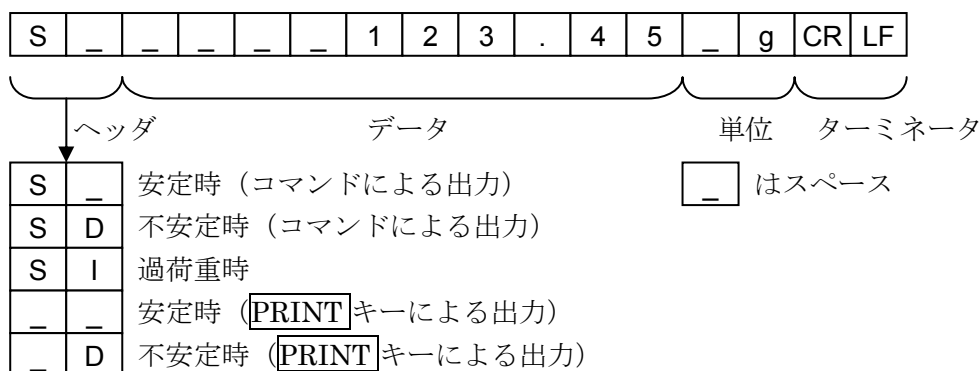 S _ _ _ _ _ 1 2 3 . 4 5 _ g CR LF
ヘッダ データ 単位 ターミネータ
S _ 安定時（コマンドによる出力） _ はスペース
S D 不安定時（コマンドによる出力）
S I 過荷重時
_ _ 安定時（PRINTキーによる出力）
_ D 不安定時（PRINTキーによる出力）